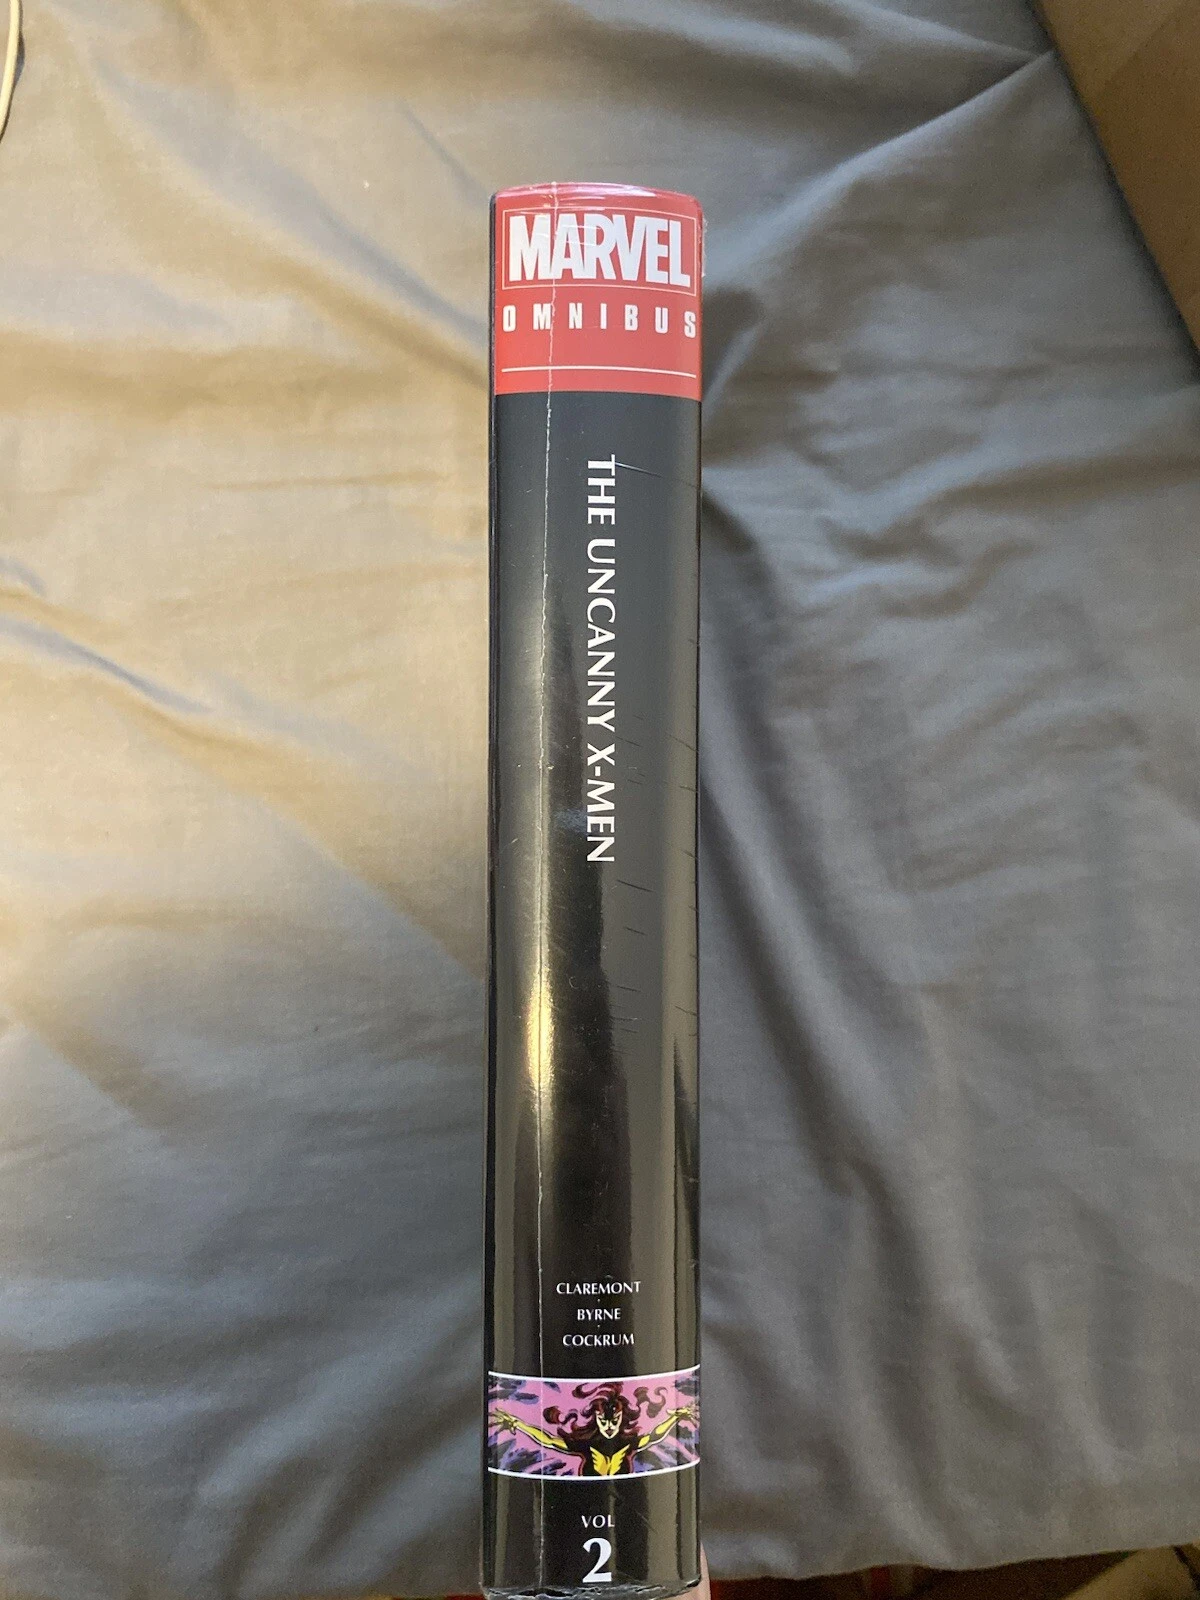 MARVEL
OMNIBUS
THE UNCANNY X-MEN
CLAREMONT
BYRNE
COCKRUM
VOL
2